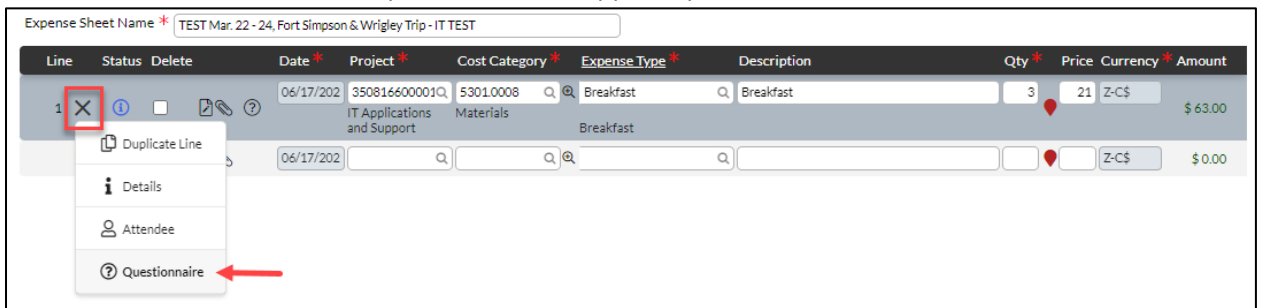 Expense Sheet Name * TEST Mar. 22 - 24, Fort Simpson & Wrigley Trip - IT TEST
Line Status Delete Date * Project * Cost Category * Expense Type * Description Qty * Price Currency * Amount
1 06/17/202 350816600001 5301.0008 Breakfast Breakfast 3 21 Z-C$ $ 63.00
IT Applications and Support Materials Breakfast
Duplicate Line
06/17/202 Z-C$ $ 0.00
Details
Attendee
Questionnaire